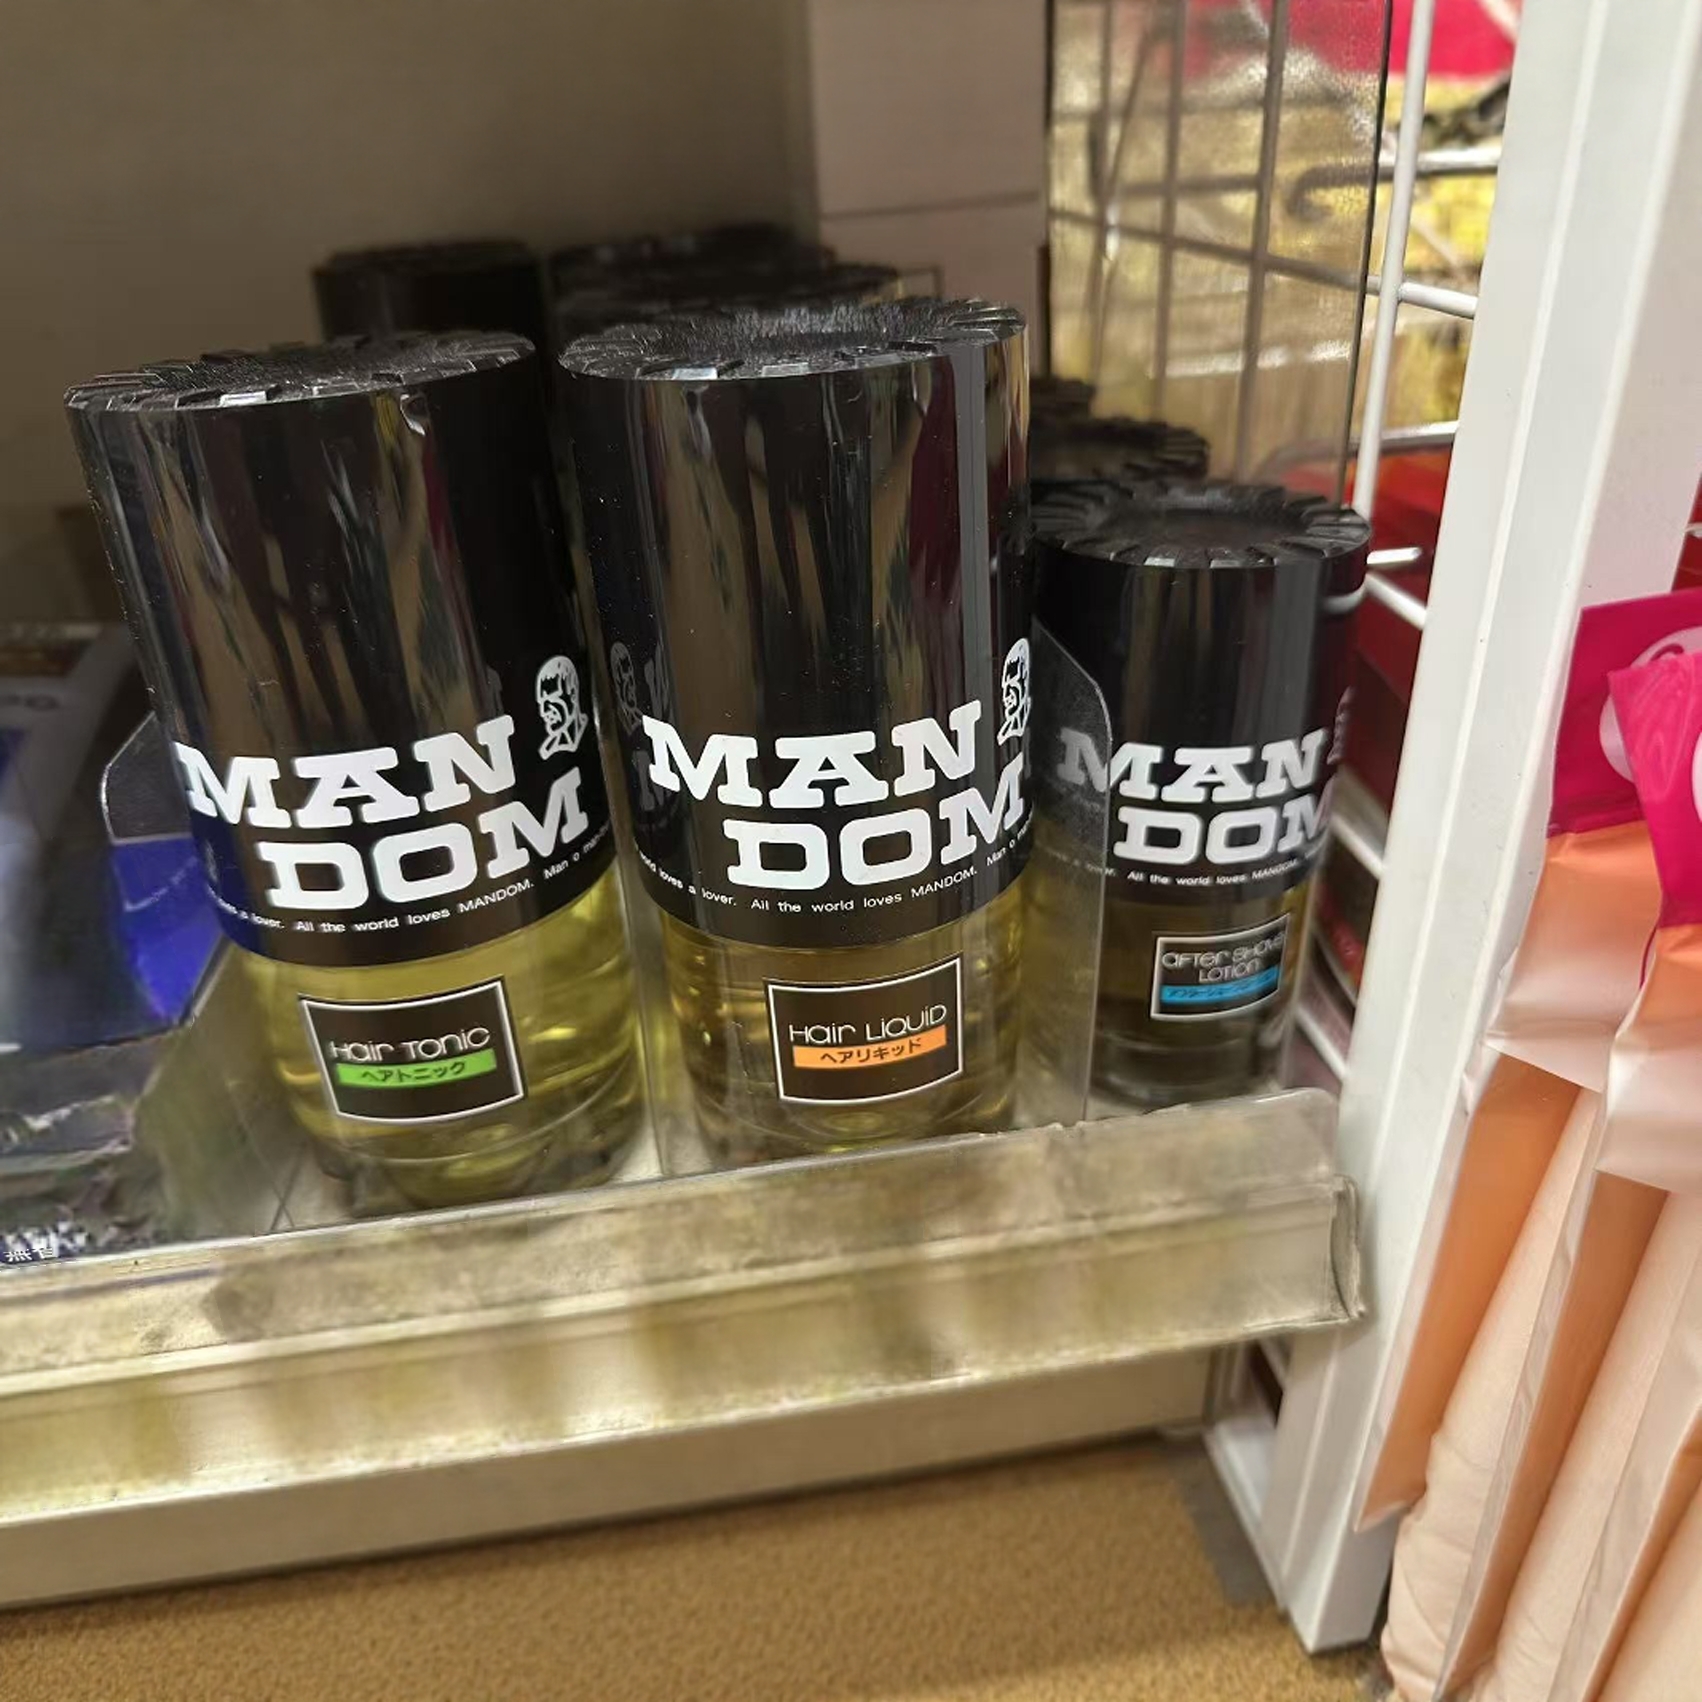 MAN
DOM
a lover. All the world loves MANDOM. Man o man
Hair Tonic
ヘアトニック
MAN
DOM
world loves a lover. All the world loves MANDOM. Man o
Hair Liquid
ヘアリキッド
MAN
DOM
All the world loves MANDOM.
After Shave
Lotion